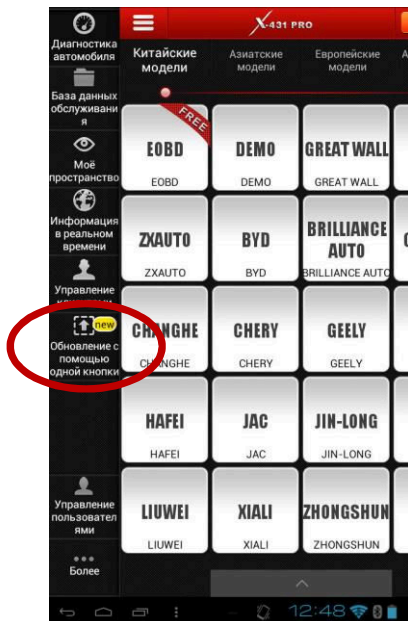 Диагностика
автомобиля
База данных
обслуживани
я
Моё
пространство
Информация
в реальном
времени
Управление
new
Обновление с
помощью
одной кнопки
Управление
пользовател
ями
Более
X-431 PRO
Китайские
модели
Азиатские
модели
Европейские
модели
FREE
EOBD
EOBD
DEMO
DEMO
GREAT WALL
GREAT WALL
ZXAUTO
ZXAUTO
BYD
BYD
BRILLIANCE
AUTO
BRILLIANCE AUTO
CHANGHE
CHANGHE
CHERY
CHERY
GEELY
GEELY
HAFEI
HAFEI
JAC
JAC
JIN-LONG
JIN-LONG
LIUWEI
LIUWEI
XIALI
XIALI
ZHONGSHUN
ZHONGSHUN
12:48